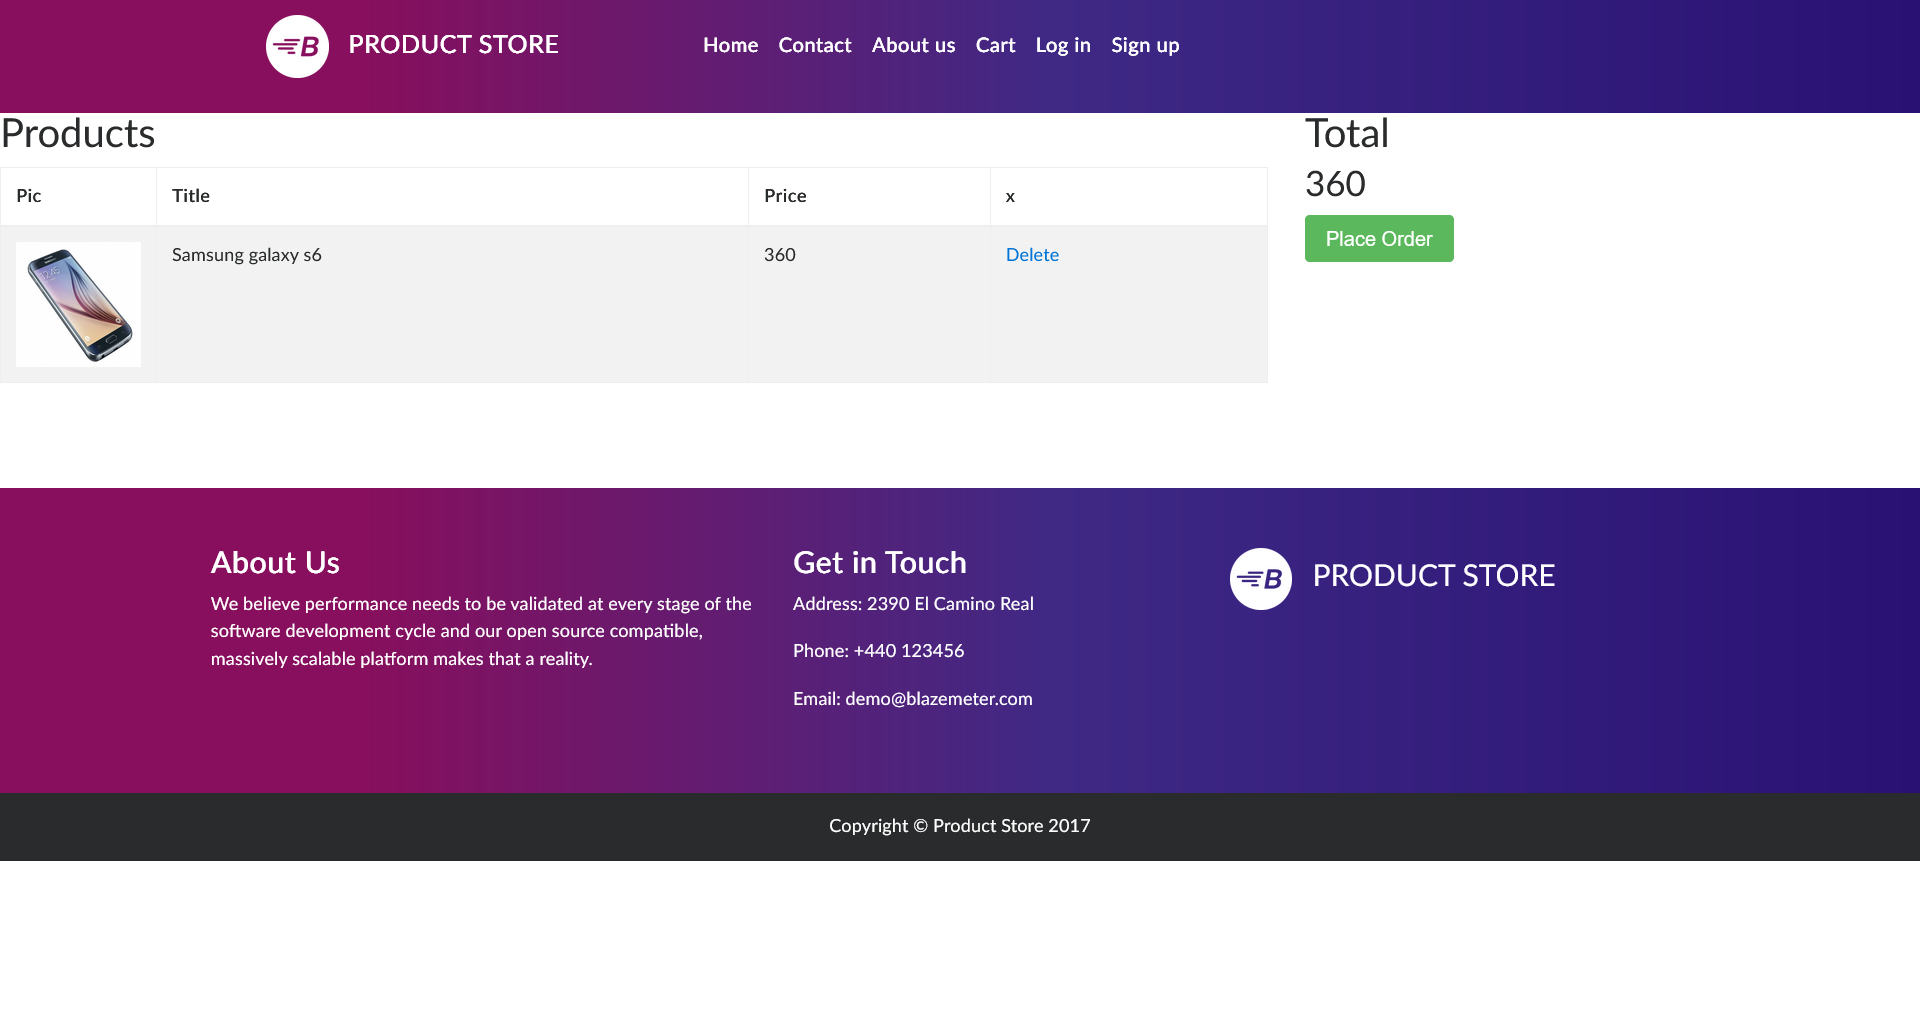 B PRODUCT STORE
Home Contact About us Cart Log in Sign up
Products
Total
360
Place Order
Pic Title Price x
Samsung galaxy s6 360 Delete
12:45
About Us
We believe performance needs to be validated at every stage of the
software development cycle and our open source compatible,
massively scalable platform makes that a reality.
Get in Touch
Address: 2390 El Camino Real
Phone: +440 123456
Email: demo@blazemeter.com
B PRODUCT STORE
Copyright © Product Store 2017